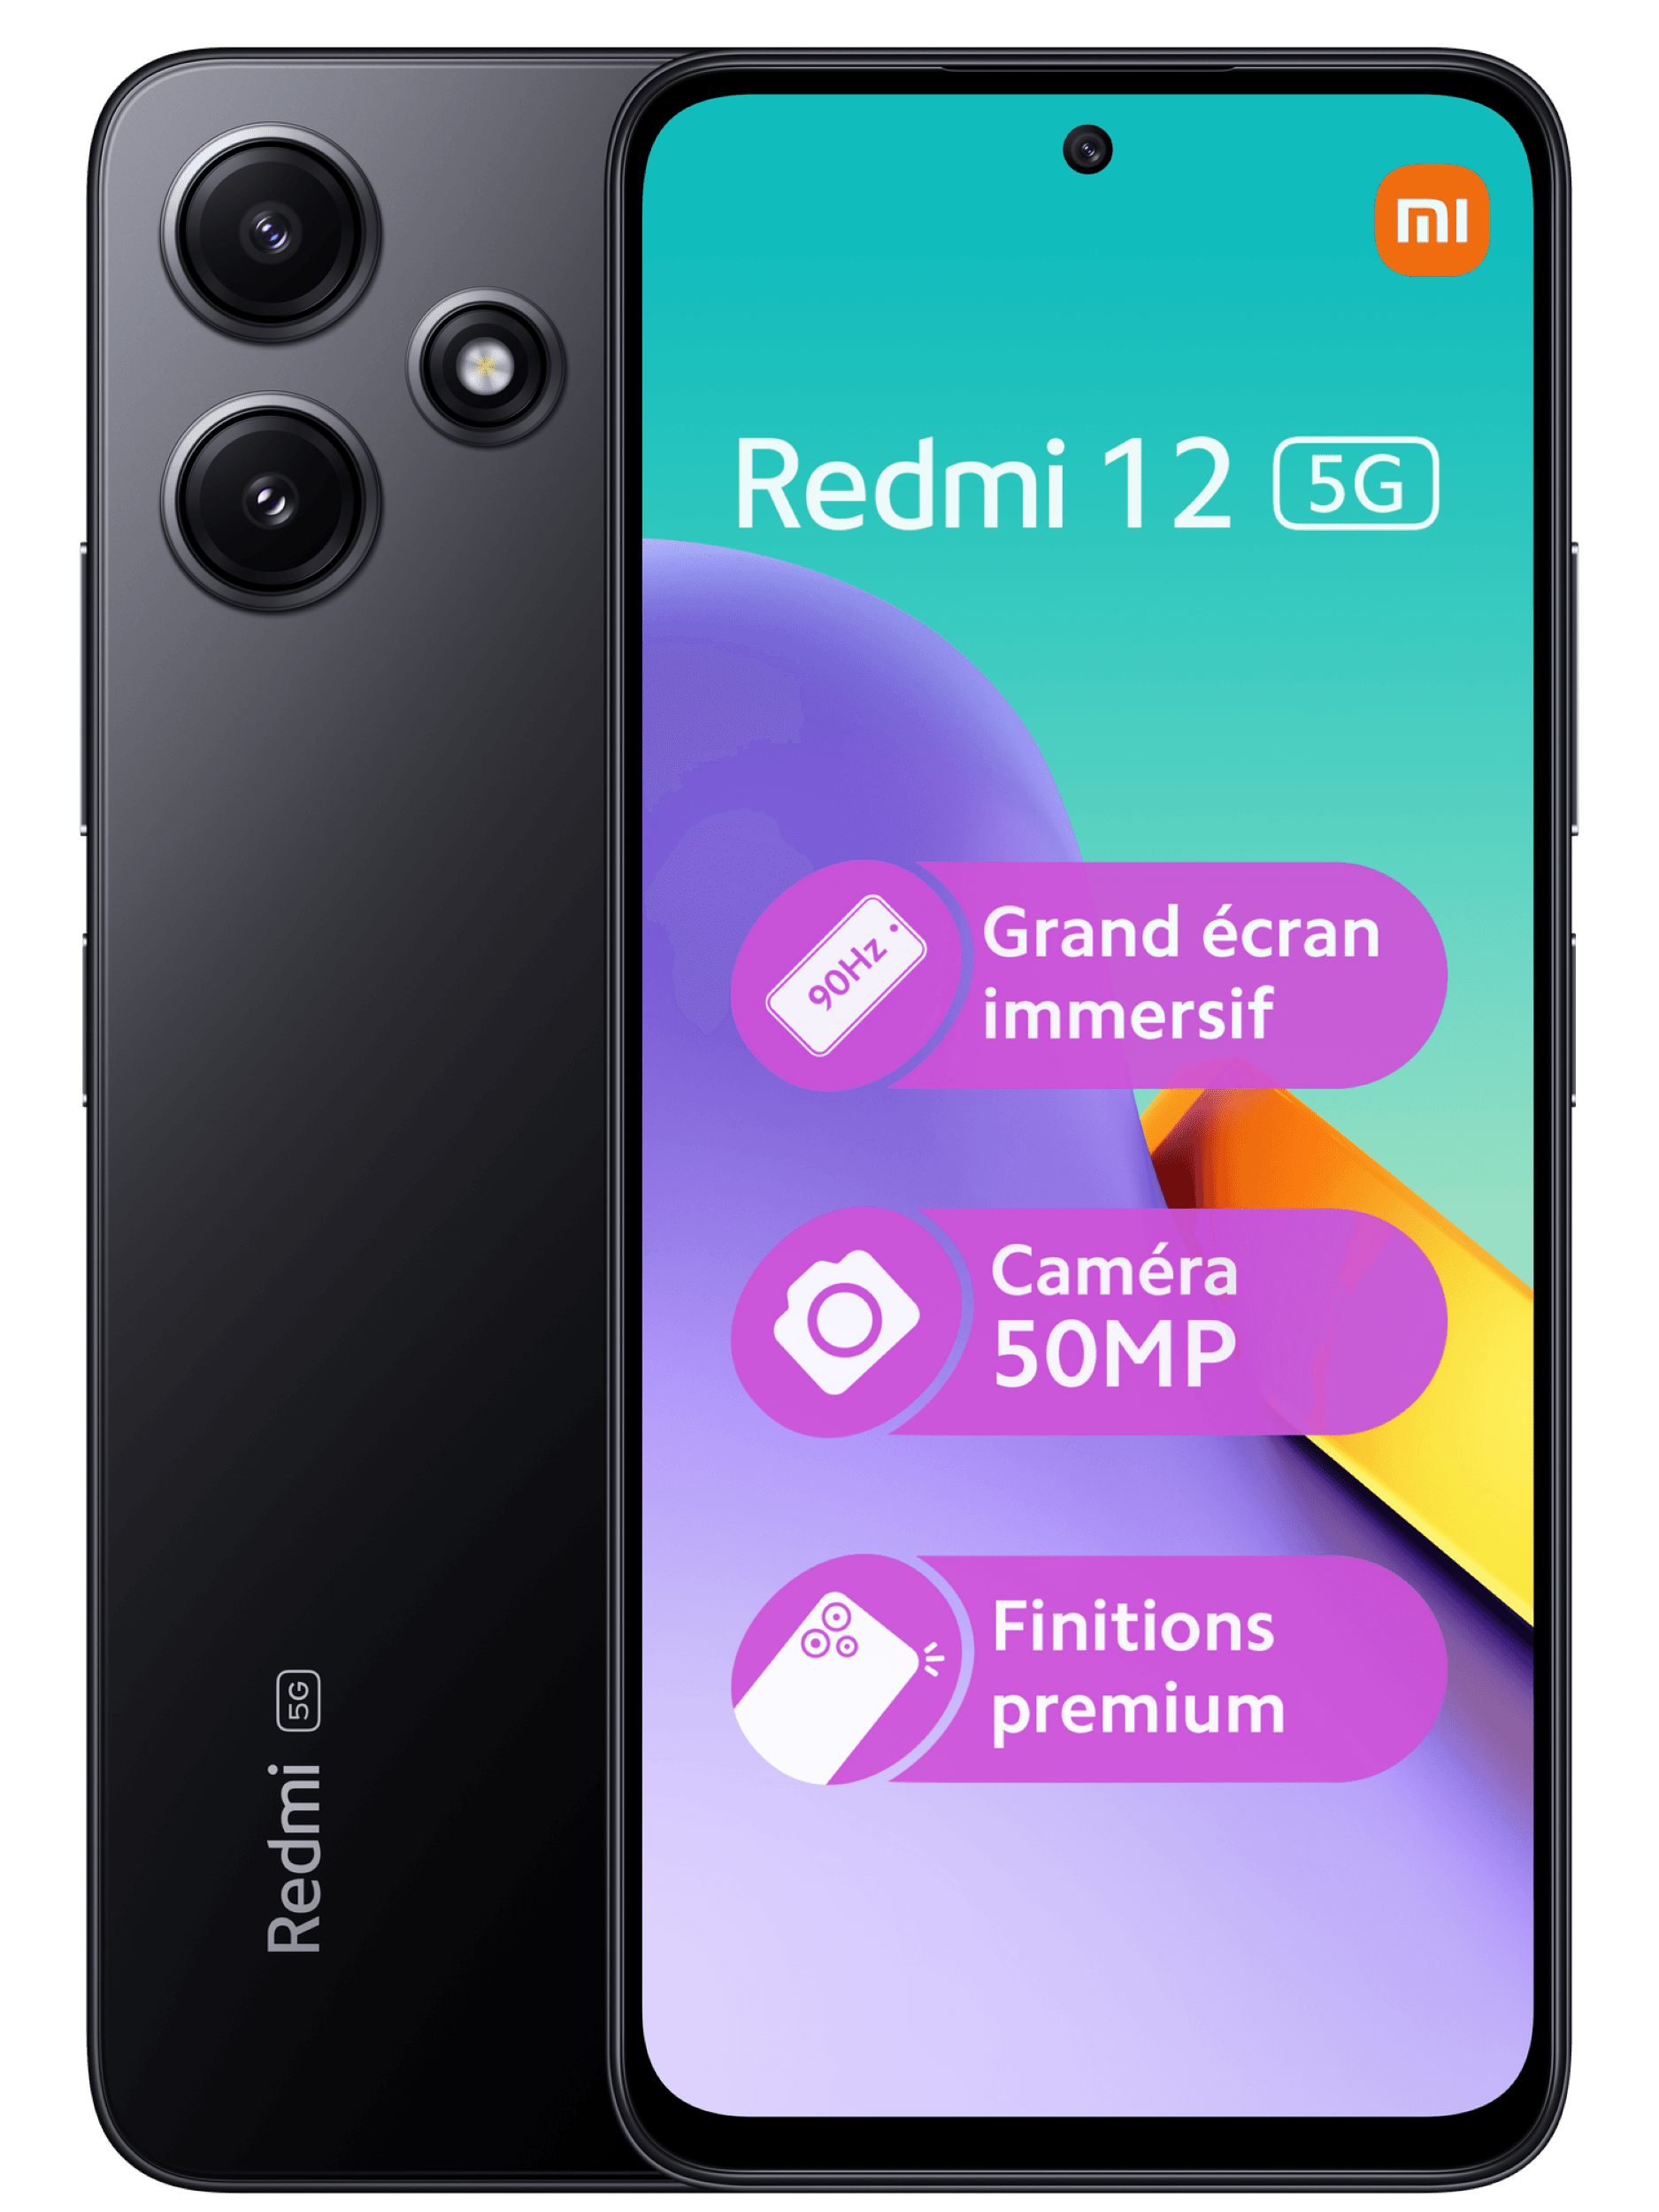 mi
Redmi 12 5G
90Hz
Grand écran
immersif
Caméra
50MP
Finitions
premium
Redmi 5G